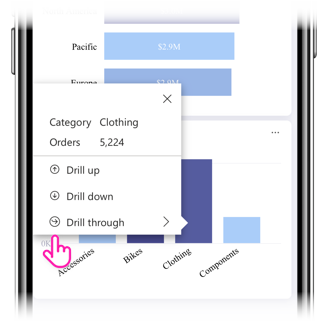 Pacific
$2.9M
Europe
$2.9M
Category Clothing
Orders 5,224
Drill up
Drill down
Drill through
0K
Accessories
Bikes
Clothing
Components